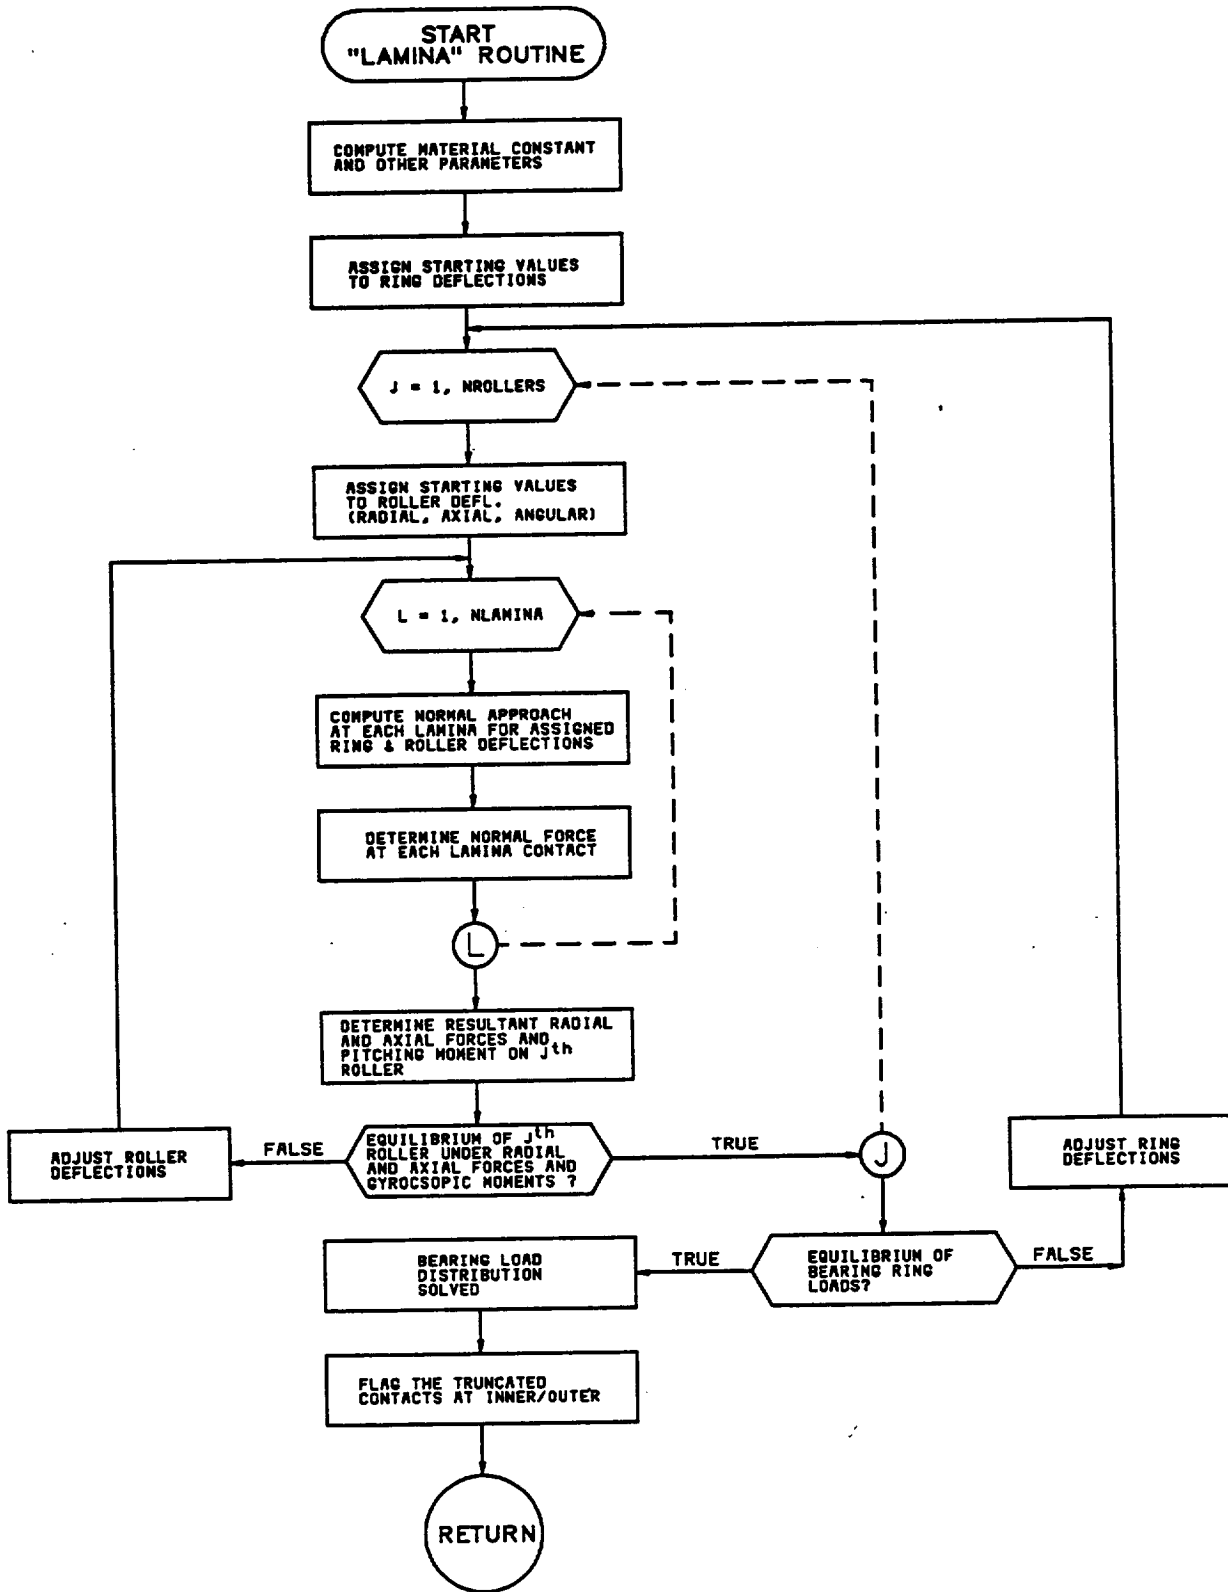 START
"LAMINA" ROUTINE
COMPUTE MATERIAL CONSTANT
AND OTHER PARAMETERS
ASSIGN STARTING VALUES
TO RING DEFLECTIONS
J = 1, NROLLERS
ASSIGN STARTING VALUES
TO ROLLER DEFL.
(RADIAL, AXIAL, ANGULAR)
L = 1, NLAMINA
COMPUTE NORMAL APPROACH
AT EACH LAMINA FOR ASSIGNED
RING & ROLLER DEFLECTIONS
DETERMINE NORMAL FORCE
AT EACH LAMINA CONTACT
L
DETERMINE RESULTANT RADIAL
AND AXIAL FORCES AND
PITCHING MOMENT ON Jth
ROLLER
ADJUST ROLLER
DEFLECTIONS
FALSE
EQUILIBRIUM OF Jth
ROLLER UNDER RADIAL
AND AXIAL FORCES AND
GYROCSOPIC MOMENTS ?
TRUE
J
ADJUST RING
DEFLECTIONS
BEARING LOAD
DISTRIBUTION
SOLVED
TRUE
EQUILIBRIUM OF
BEARING RING
LOADS?
FALSE
FLAG THE TRUNCATED
CONTACTS AT INNER/OUTER
RETURN